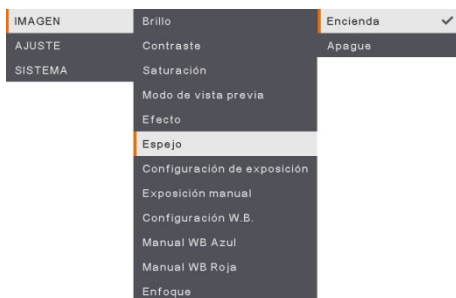 IMAGEN
AJUSTE
SISTEMA
Brillo
Contraste
Saturación
Modo de vista previa
Efecto
Espejo
Configuración de exposición
Exposición manual
Configuración W.B.
Manual WB Azul
Manual WB Roja
Enfoque
Encienda
Apague